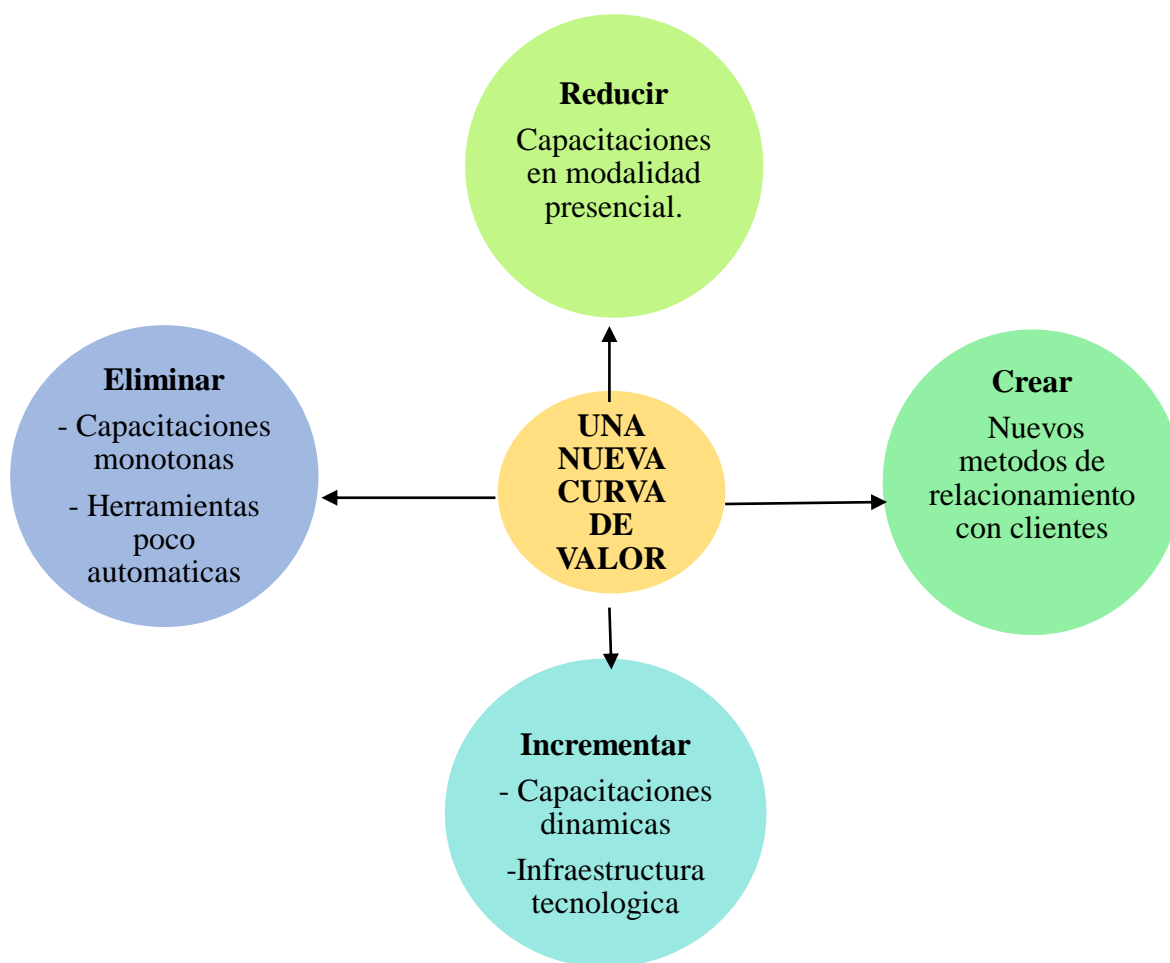 Reducir
Capacitaciones
en modalidad
presencial.
Eliminar
- Capacitaciones
monotonas
- Herramientas
poco
automaticas
UNA
NUEVA
CURVA
DE
VALOR
Crear
Nuevos
metodos de
relacionamiento
con clientes
Incrementar
- Capacitaciones
dinamicas
-Infraestructura
tecnologica